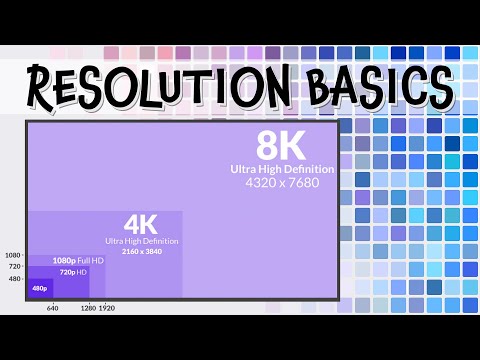 RESOLUTION BASICS
8K
Ultra High Definition
4320 x 7680
4K
Ultra High Definition
2160 x 3840
1080p Full HD
720p HD
480p
1080
720
480
640
1280
1920